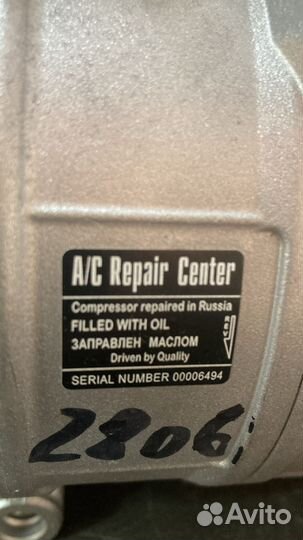 A/C Repair Center
Compressor repaired in Russia
FILLED WITH OIL
ЗАПРАВЛЕН МАСЛОМ
Driven by Quality
SERIAL NUMBER 00006494
2806
Avito